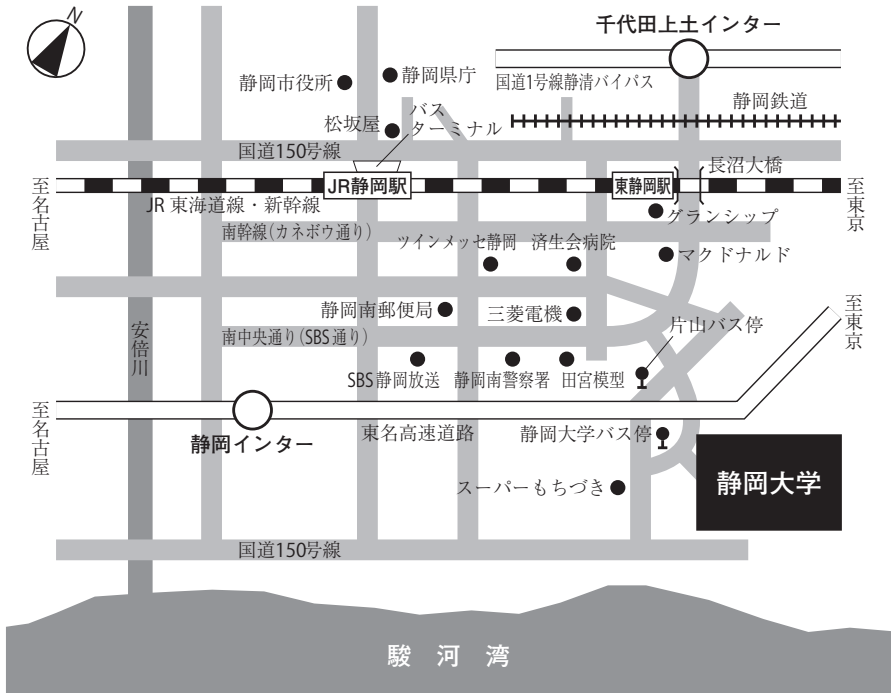 N
千代田上土インター
国道1号線静清バイパス
静岡市役所
静岡県庁
静岡鉄道
バス
ターミナル
松坂屋
国道150号線
長沼大橋
至名古屋
JR静岡駅
東静岡駅
至東京
JR 東海道線・新幹線
グランシップ
南幹線(カネボウ通り)
ツインメッセ静岡
済生会病院
マクドナルド
静岡南郵便局
三菱電機
至東京
片山バス停
安倍川
南中央通り(SBS通り)
SBS静岡放送
静岡南警察署
田宮模型
至名古屋
静岡インター
東名高速道路
静岡大学バス停
静岡大学
スーパーもちづき
国道150号線
駿河湾